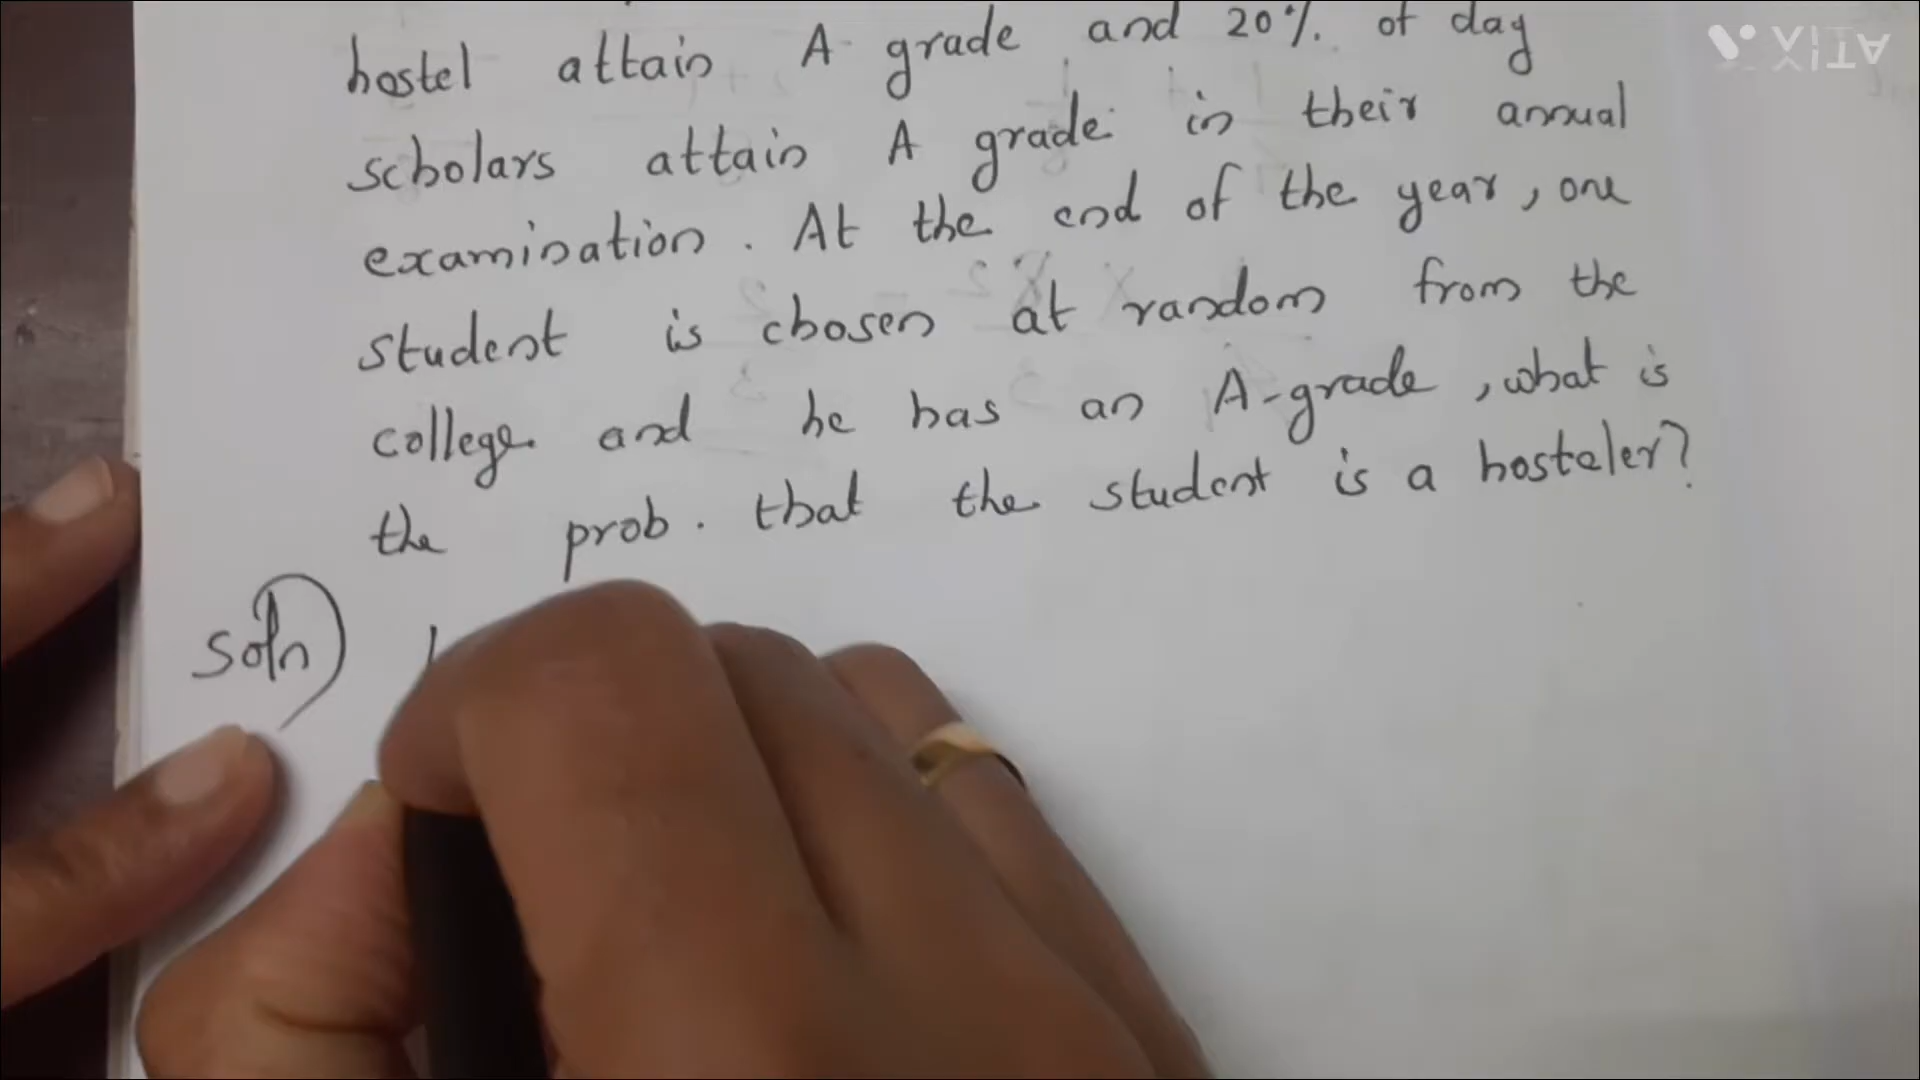 hostel attain A grade and 20% of day
scholars attain A grade in their annual
examination. At the end of the year, one
student is chosen at random from the
college and he has an A-grade, what is
the prob. that the student is a hosteler?
Soln)
VITA